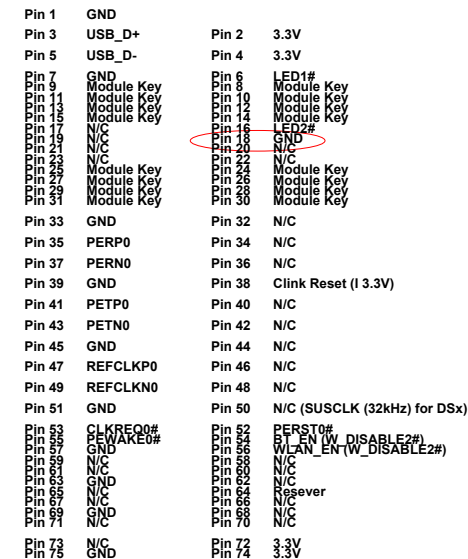 Pin 1 GND
Pin 3 USB_D+ Pin 2 3.3V
Pin 5 USB_D- Pin 4 3.3V
Pin 7 GND Pin 6 LED1#
Pin 9 Module Key Pin 8 Module Key
Pin 11 Module Key Pin 10 Module Key
Pin 13 Module Key Pin 12 Module Key
Pin 15 Module Key Pin 14 Module Key
Pin 17 N/C Pin 16 LED2#
Pin 19 N/C Pin 18 GND
Pin 21 N/C Pin 20 N/C
Pin 23 N/C Pin 22 N/C
Pin 25 Module Key Pin 24 Module Key
Pin 27 Module Key Pin 26 Module Key
Pin 29 Module Key Pin 28 Module Key
Pin 31 Module Key Pin 30 Module Key
Pin 33 GND Pin 32 N/C
Pin 35 PERP0 Pin 34 N/C
Pin 37 PERN0 Pin 36 N/C
Pin 39 GND Pin 38 Clink Reset (I 3.3V)
Pin 41 PETP0 Pin 40 N/C
Pin 43 PETN0 Pin 42 N/C
Pin 45 GND Pin 44 N/C
Pin 47 REFCLKP0 Pin 46 N/C
Pin 49 REFCLKN0 Pin 48 N/C
Pin 51 GND Pin 50 N/C (SUSCLK (32kHz) for DSx)
Pin 53 CLKREQ0# Pin 52 PERST0#
Pin 55 PEWAKE0# Pin 54 BT_EN (W_DISABLE2#)
Pin 57 GND Pin 56 WLAN_EN (W_DISABLE2#)
Pin 59 N/C Pin 58 N/C
Pin 61 N/C Pin 60 N/C
Pin 63 GND Pin 62 N/C
Pin 65 N/C Pin 64 Resever
Pin 67 N/C Pin 66 N/C
Pin 69 GND Pin 68 N/C
Pin 71 N/C Pin 70 N/C
Pin 73 N/C Pin 72 3.3V
Pin 75 GND Pin 74 3.3V